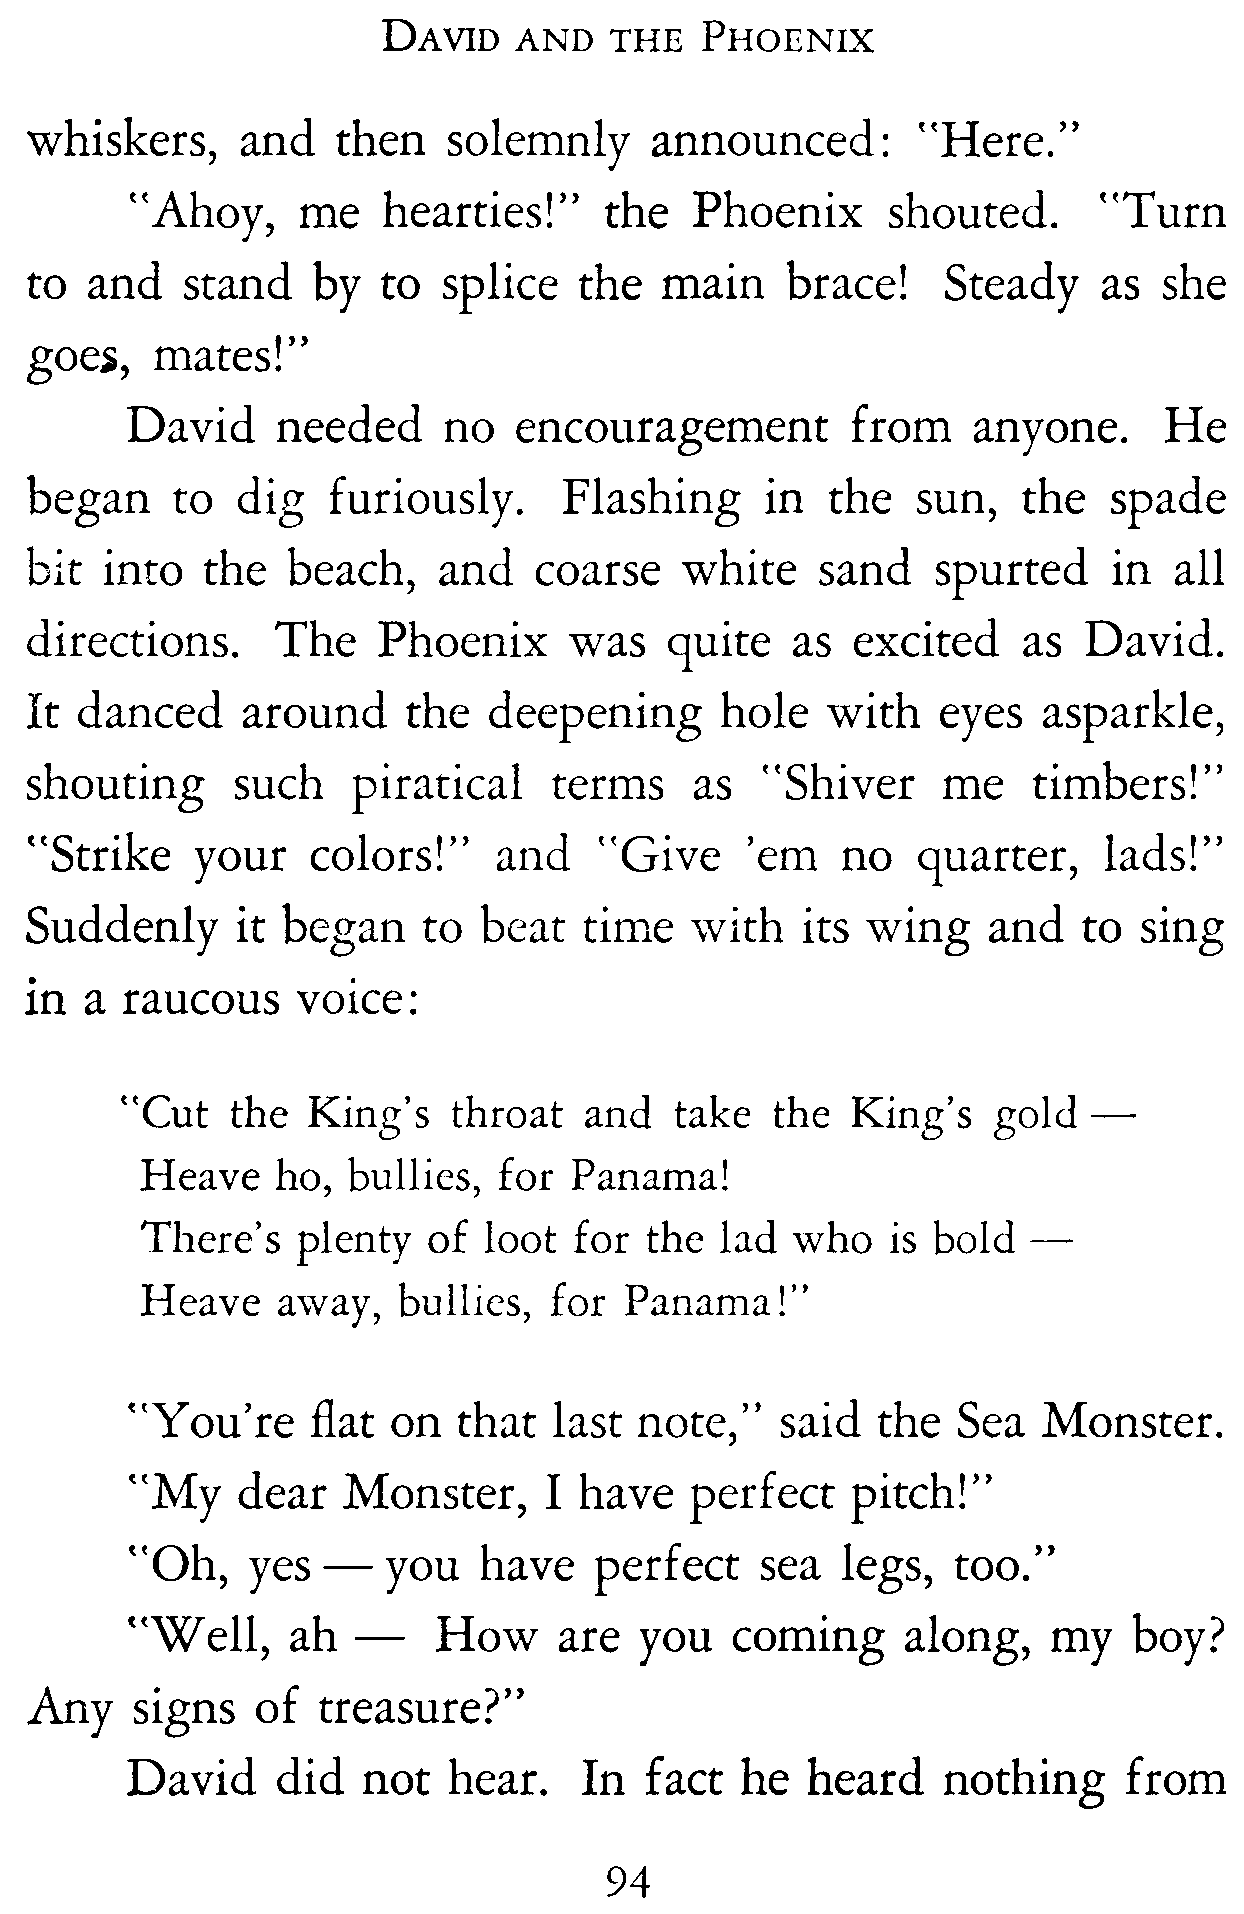 DAVID AND THE PHOENIX
whiskers, and then solemnly announced: "Here."
"Ahoy, me hearties!" the Phoenix shouted. "Turn
to and stand by to splice the main brace! Steady as she
goes, mates!"
David needed no encouragement from anyone. He
began to dig furiously. Flashing in the sun, the spade
bit into the beach, and coarse white sand spurted in all
directions. The Phoenix was quite as excited as David.
It danced around the deepening hole with eyes asparkle,
shouting such piratical terms as "Shiver me timbers!"
"Strike your colors!" and "Give 'em no quarter, lads!"
Suddenly it began to beat time with its wing and to sing
in a raucous voice:
"Cut the King's throat and take the King's gold —
Heave ho, bullies, for Panama!
There's plenty of loot for the lad who is bold —
Heave away, bullies, for Panama!"
"You're flat on that last note," said the Sea Monster.
"My dear Monster, I have perfect pitch!"
"Oh, yes — you have perfect sea legs, too."
"Well, ah — How are you coming along, my boy?
Any signs of treasure?"
David did not hear. In fact he heard nothing from
94